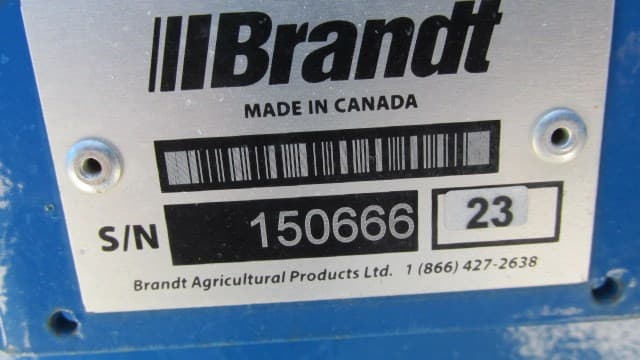 Brandt
MADE IN CANADA
S/N 150666 23
Brandt Agricultural Products Ltd. 1 (866) 427-2638